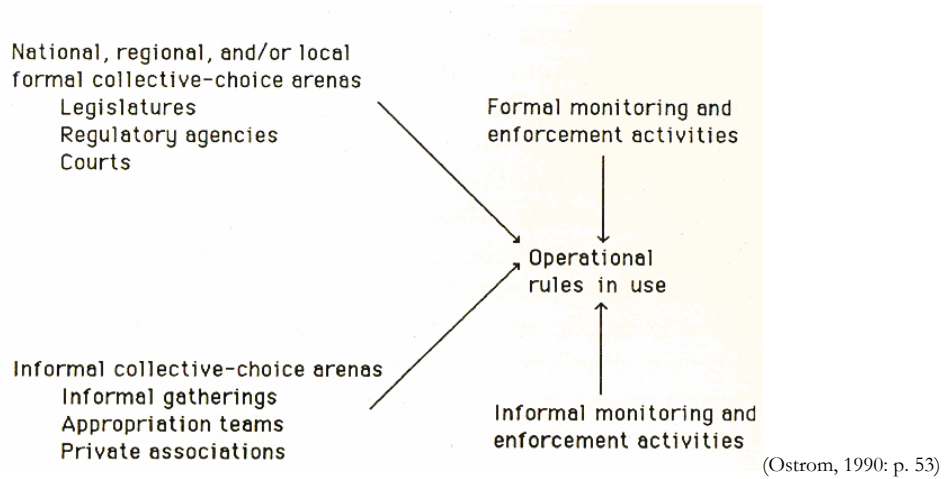 National, regional, and/or local
formal collective-choice arenas
Legislatures
Regulatory agencies
Courts
Formal monitoring and
enforcement activities
Operational
rules in use
Informal collective-choice arenas
Informal gatherings
Appropriation teams
Private associations
Informal monitoring and
enforcement activities
(Ostrom, 1990: p. 53)